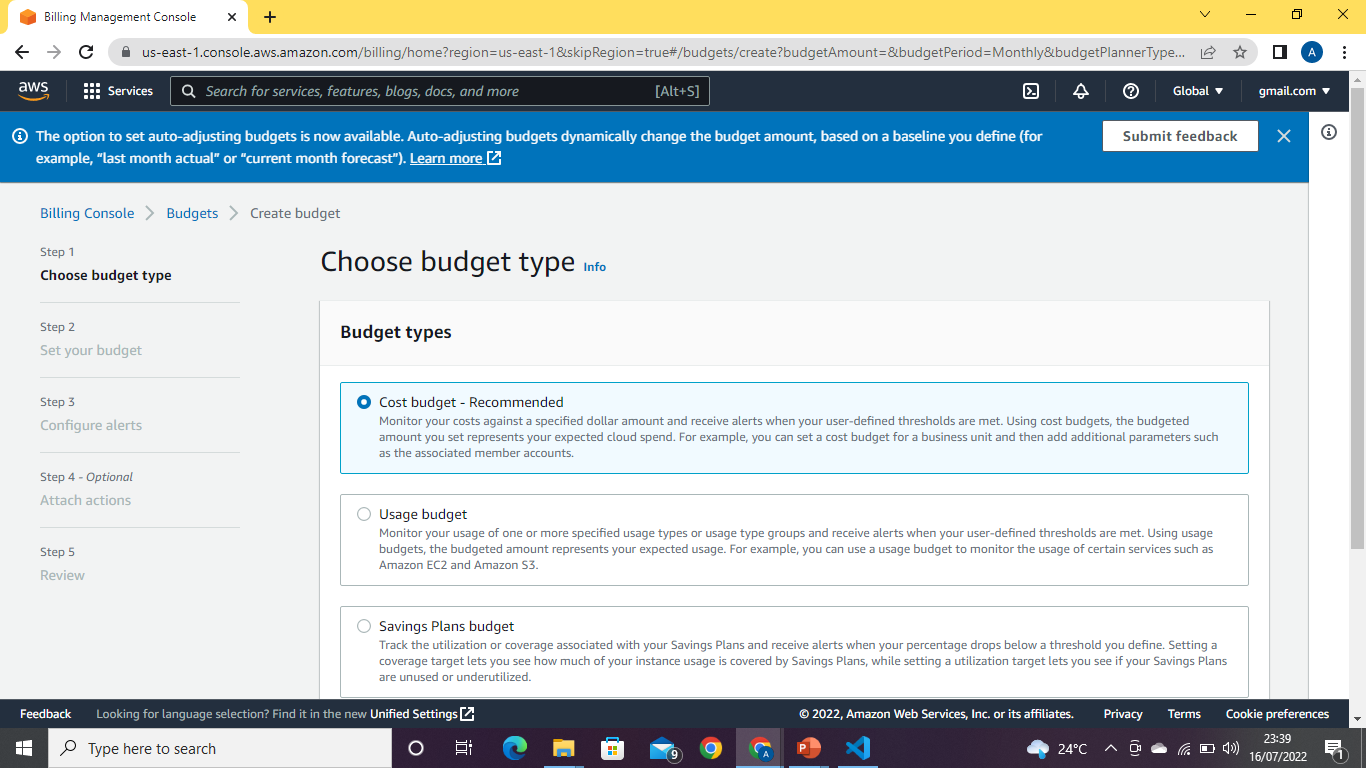 Billing Management Console
us-east-1.console.aws.amazon.com/billing/home?region=us-east-1&skipRegion=true#/budgets/create?budgetAmount=&budgetPeriod=Monthly&budgetPlannerType...
A
aws
Services
Search for services, features, blogs, docs, and more
[Alt+S]
Global
gmail.com
The option to set auto-adjusting budgets is now available. Auto-adjusting budgets dynamically change the budget amount, based on a baseline you define (for
example, “last month actual” or “current month forecast”). Learn more
Submit feedback
Billing Console
Budgets
Create budget
Step 1
Choose budget type
Step 2
Set your budget
Step 3
Configure alerts
Step 4 - Optional
Attach actions
Step 5
Review
Choose budget type Info
Budget types
Cost budget - Recommended
Monitor your costs against a specified dollar amount and receive alerts when your user-defined thresholds are met. Using cost budgets, the budgeted
amount you set represents your expected cloud spend. For example, you can set a cost budget for a business unit and then add additional parameters such
as the associated member accounts.
Usage budget
Monitor your usage of one or more specified usage types or usage type groups and receive alerts when your user-defined thresholds are met. Using usage
budgets, the budgeted amount represents your expected usage. For example, you can use a usage budget to monitor the usage of certain services such as
Amazon EC2 and Amazon S3.
Savings Plans budget
Track the utilization or coverage associated with your Savings Plans and receive alerts when your percentage drops below a threshold you define. Setting a
coverage target lets you see how much of your instance usage is covered by Savings Plans, while setting a utilization target lets you see if your Savings Plans
are unused or underutilized.
Feedback
Looking for language selection? Find it in the new Unified Settings
© 2022, Amazon Web Services, Inc. or its affiliates.
Privacy
Terms
Cookie preferences
Type here to search
9
A
P
24°C
23:39
16/07/2022
1